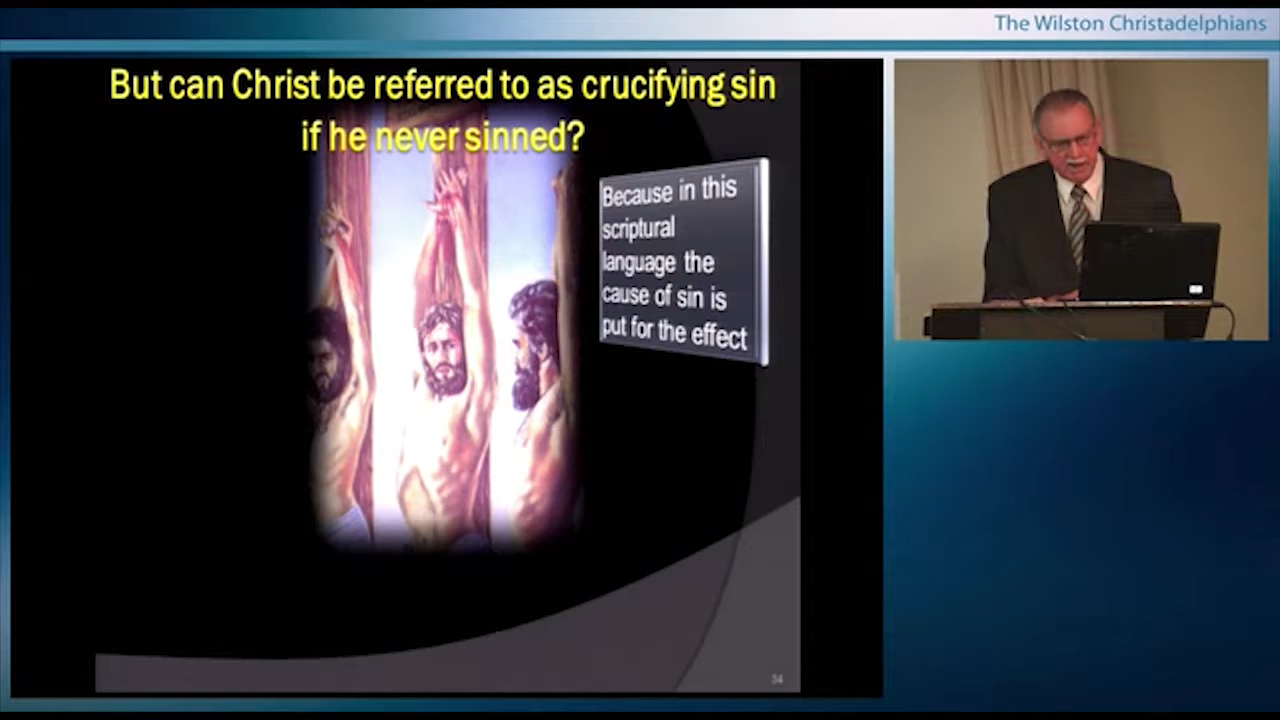 The Wilston Christadelphians
But can Christ be referred to as crucifying sin
if he never sinned?
Because in this
scriptural
language the
cause of sin is
put for the effect
34